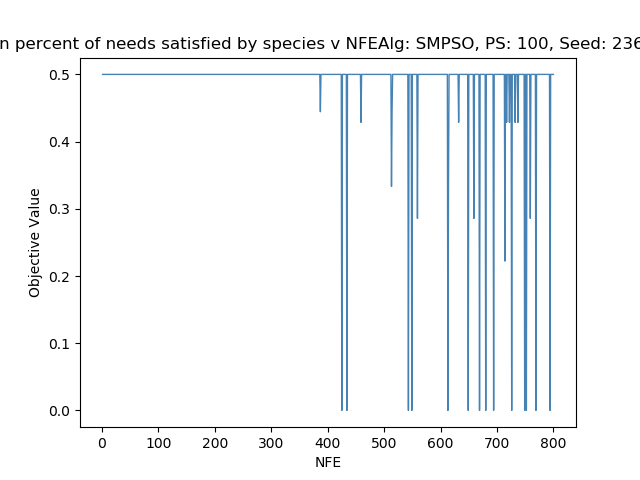 n percent of needs satisfied by species v NFEAlg: SMPSO, PS: 100, Seed: 236
0.5
0.4
0.3
0.2
0.1
0.0
Objective Value
0 100 200 300 400 500 600 700 800
NFE